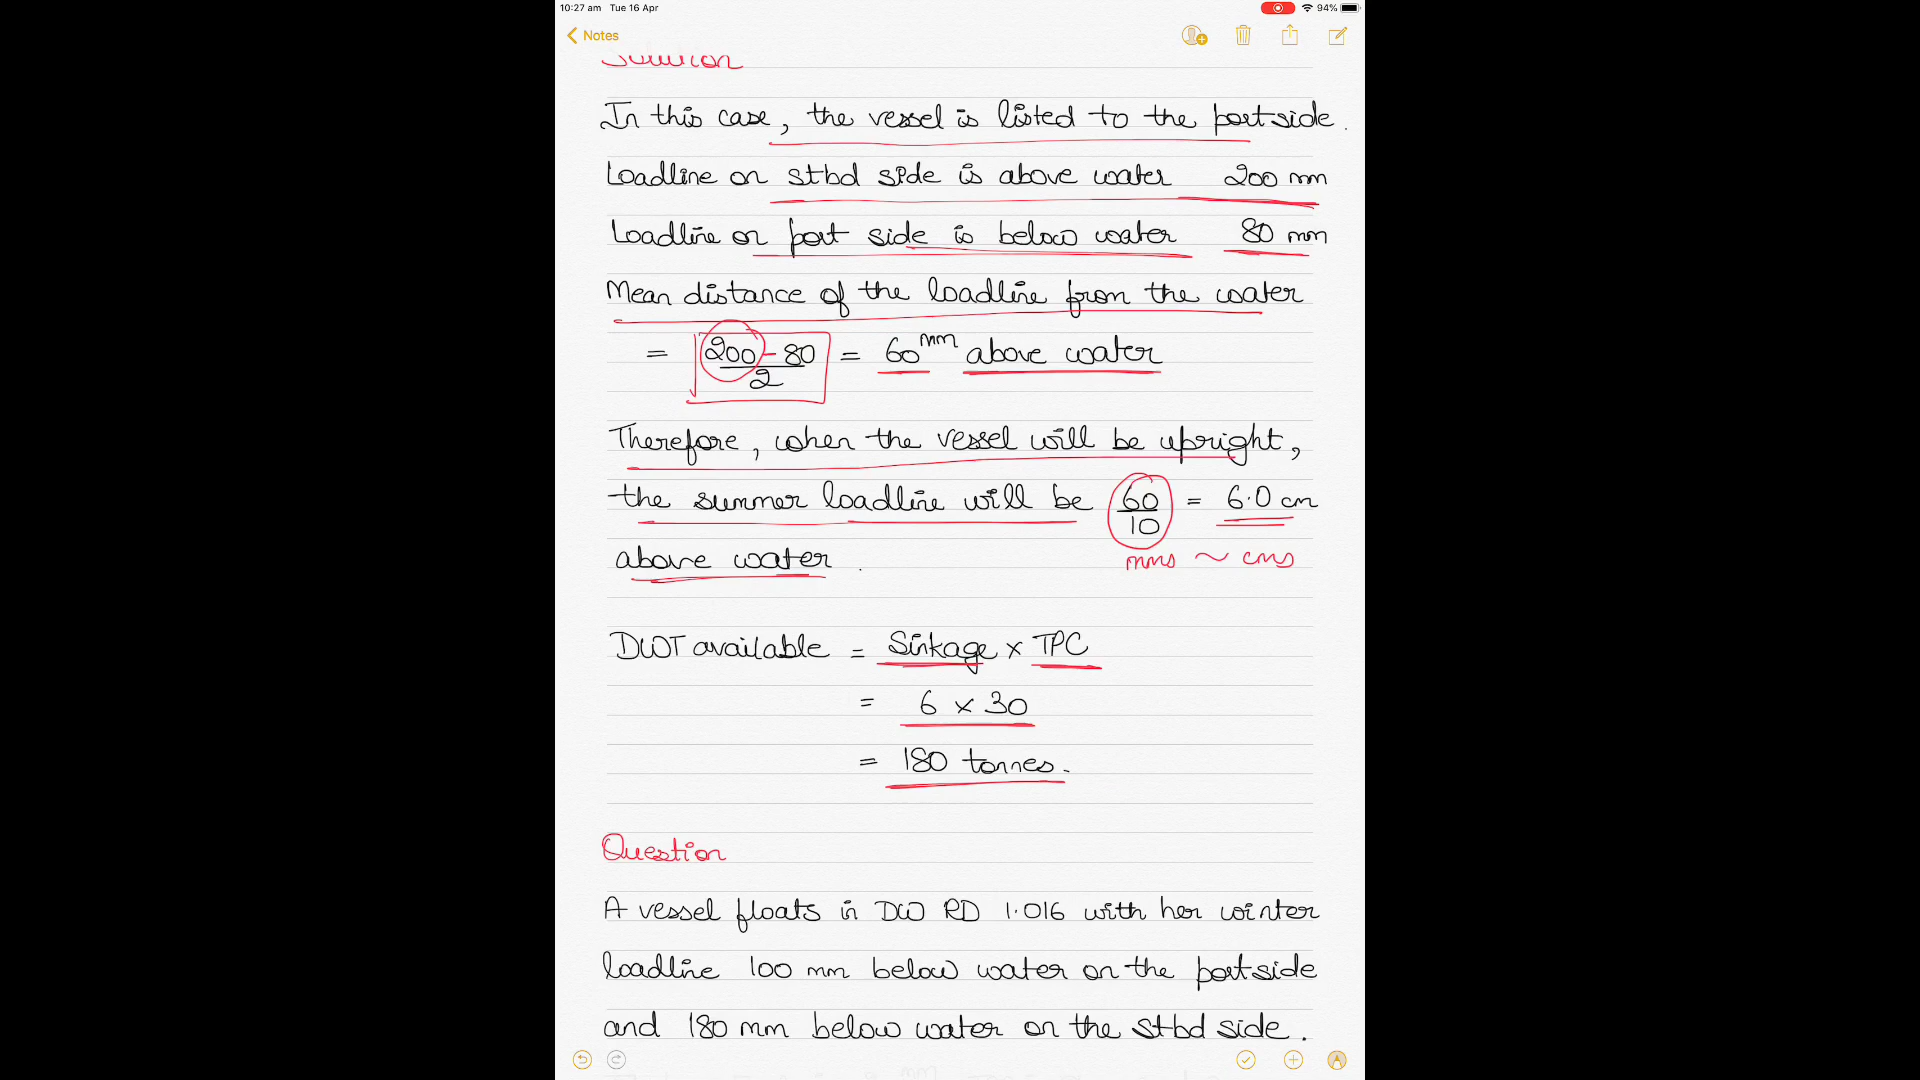 10:27 am Tue 16 Apr 94%
Notes
Solution
In this case, the vessel is listed to the port side.
Loadline on stbd side is above water 200 mm
Loadline on port side is below water 80 mm
Mean distance of the loadline from the water
= 200 - 80 / 2 = 60 mm above water
Therefore, when the vessel will be upright,
the summer loadline will be 60 / 10 = 6.0 cm
above water. mms ~ cms
DWT available = Sinkage x TPC
= 6 x 30
= 180 tonnes.
Question
A vessel floats in DW RD 1.016 with her winter
loadline 100 mm below water on the port side
and 180 mm below water on the stbd side.